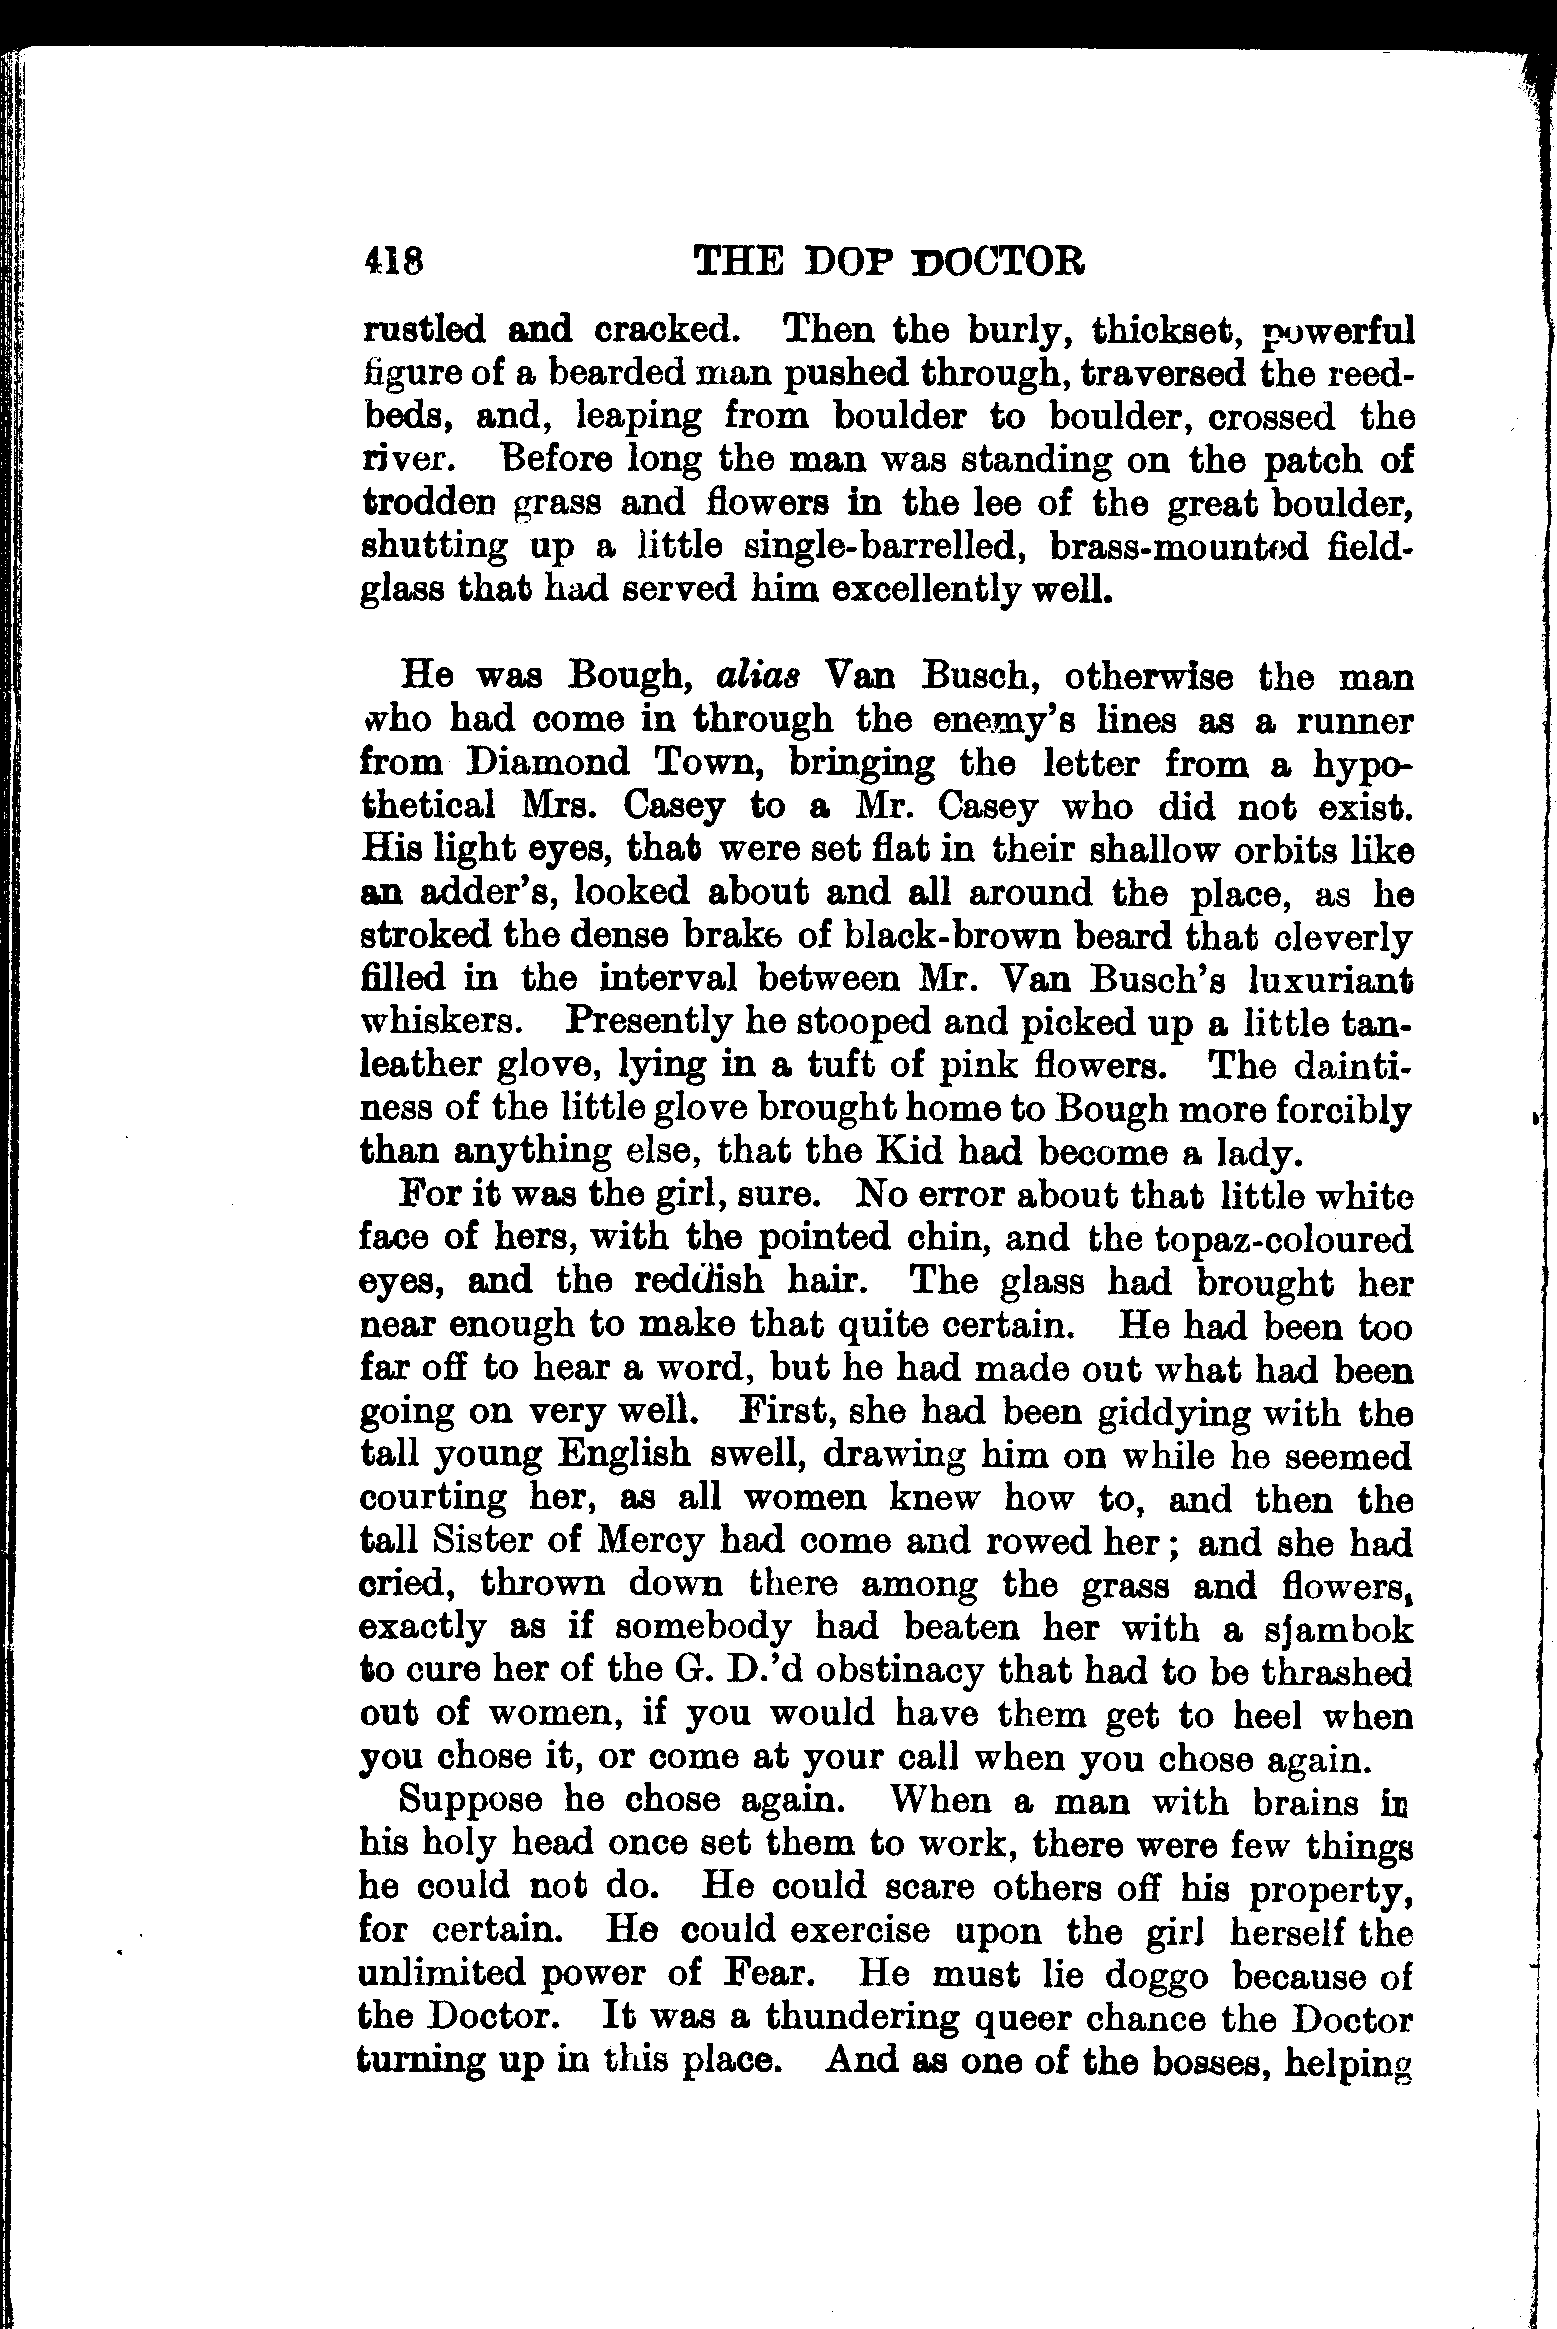 418 THE DOP DOCTOR
rustled and cracked. Then the burly, thickset, powerful
figure of a bearded man pushed through, traversed the reed-
beds, and, leaping from boulder to boulder, crossed the
river. Before long the man was standing on the patch of
trodden grass and flowers in the lee of the great boulder,
shutting up a little single-barrelled, brass-mounted field-
glass that had served him excellently well.
He was Bough, alias Van Busch, otherwise the man
who had come in through the enemy's lines as a runner
from Diamond Town, bringing the letter from a hypo-
thetical Mrs. Casey to a Mr. Casey who did not exist.
His light eyes, that were set flat in their shallow orbits like
an adder's, looked about and all around the place, as he
stroked the dense brake of black-brown beard that cleverly
filled in the interval between Mr. Van Busch's luxuriant
whiskers. Presently he stooped and picked up a little tan-
leather glove, lying in a tuft of pink flowers. The dainti-
ness of the little glove brought home to Bough more forcibly
than anything else, that the Kid had become a lady.
For it was the girl, sure. No error about that little white
face of hers, with the pointed chin, and the topaz-coloured
eyes, and the reddish hair. The glass had brought her
near enough to make that quite certain. He had been too
far off to hear a word, but he had made out what had been
going on very well. First, she had been giddying with the
tall young English swell, drawing him on while he seemed
courting her, as all women knew how to, and then the
tall Sister of Mercy had come and rowed her; and she had
cried, thrown down there among the grass and flowers,
exactly as if somebody had beaten her with a sjambok
to cure her of the G. D.'d obstinacy that had to be thrashed
out of women, if you would have them get to heel when
you chose it, or come at your call when you chose again.
Suppose he chose again. When a man with brains in
his holy head once set them to work, there were few things
he could not do. He could scare others off his property,
for certain. He could exercise upon the girl herself the
unlimited power of Fear. He must lie doggo because of
the Doctor. It was a thundering queer chance the Doctor
turning up in this place. And as one of the bosses, helping